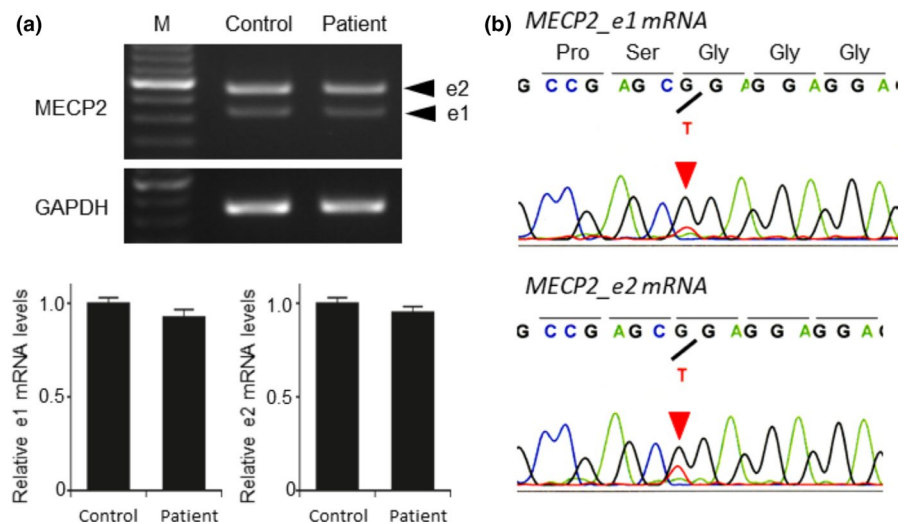 (a)
M Control Patient
MECP2
e2
e1
GAPDH
Relative e1 mRNA levels
1.0
0.5
0
Control Patient
Relative e2 mRNA levels
1.0
0.5
0
Control Patient
(b)
MECP2_e1 mRNA
Pro Ser Gly Gly Gly
G C C G A G C G G A G G A G G A
T
MECP2_e2 mRNA
G C C G A G C G G A G G A G G A
T